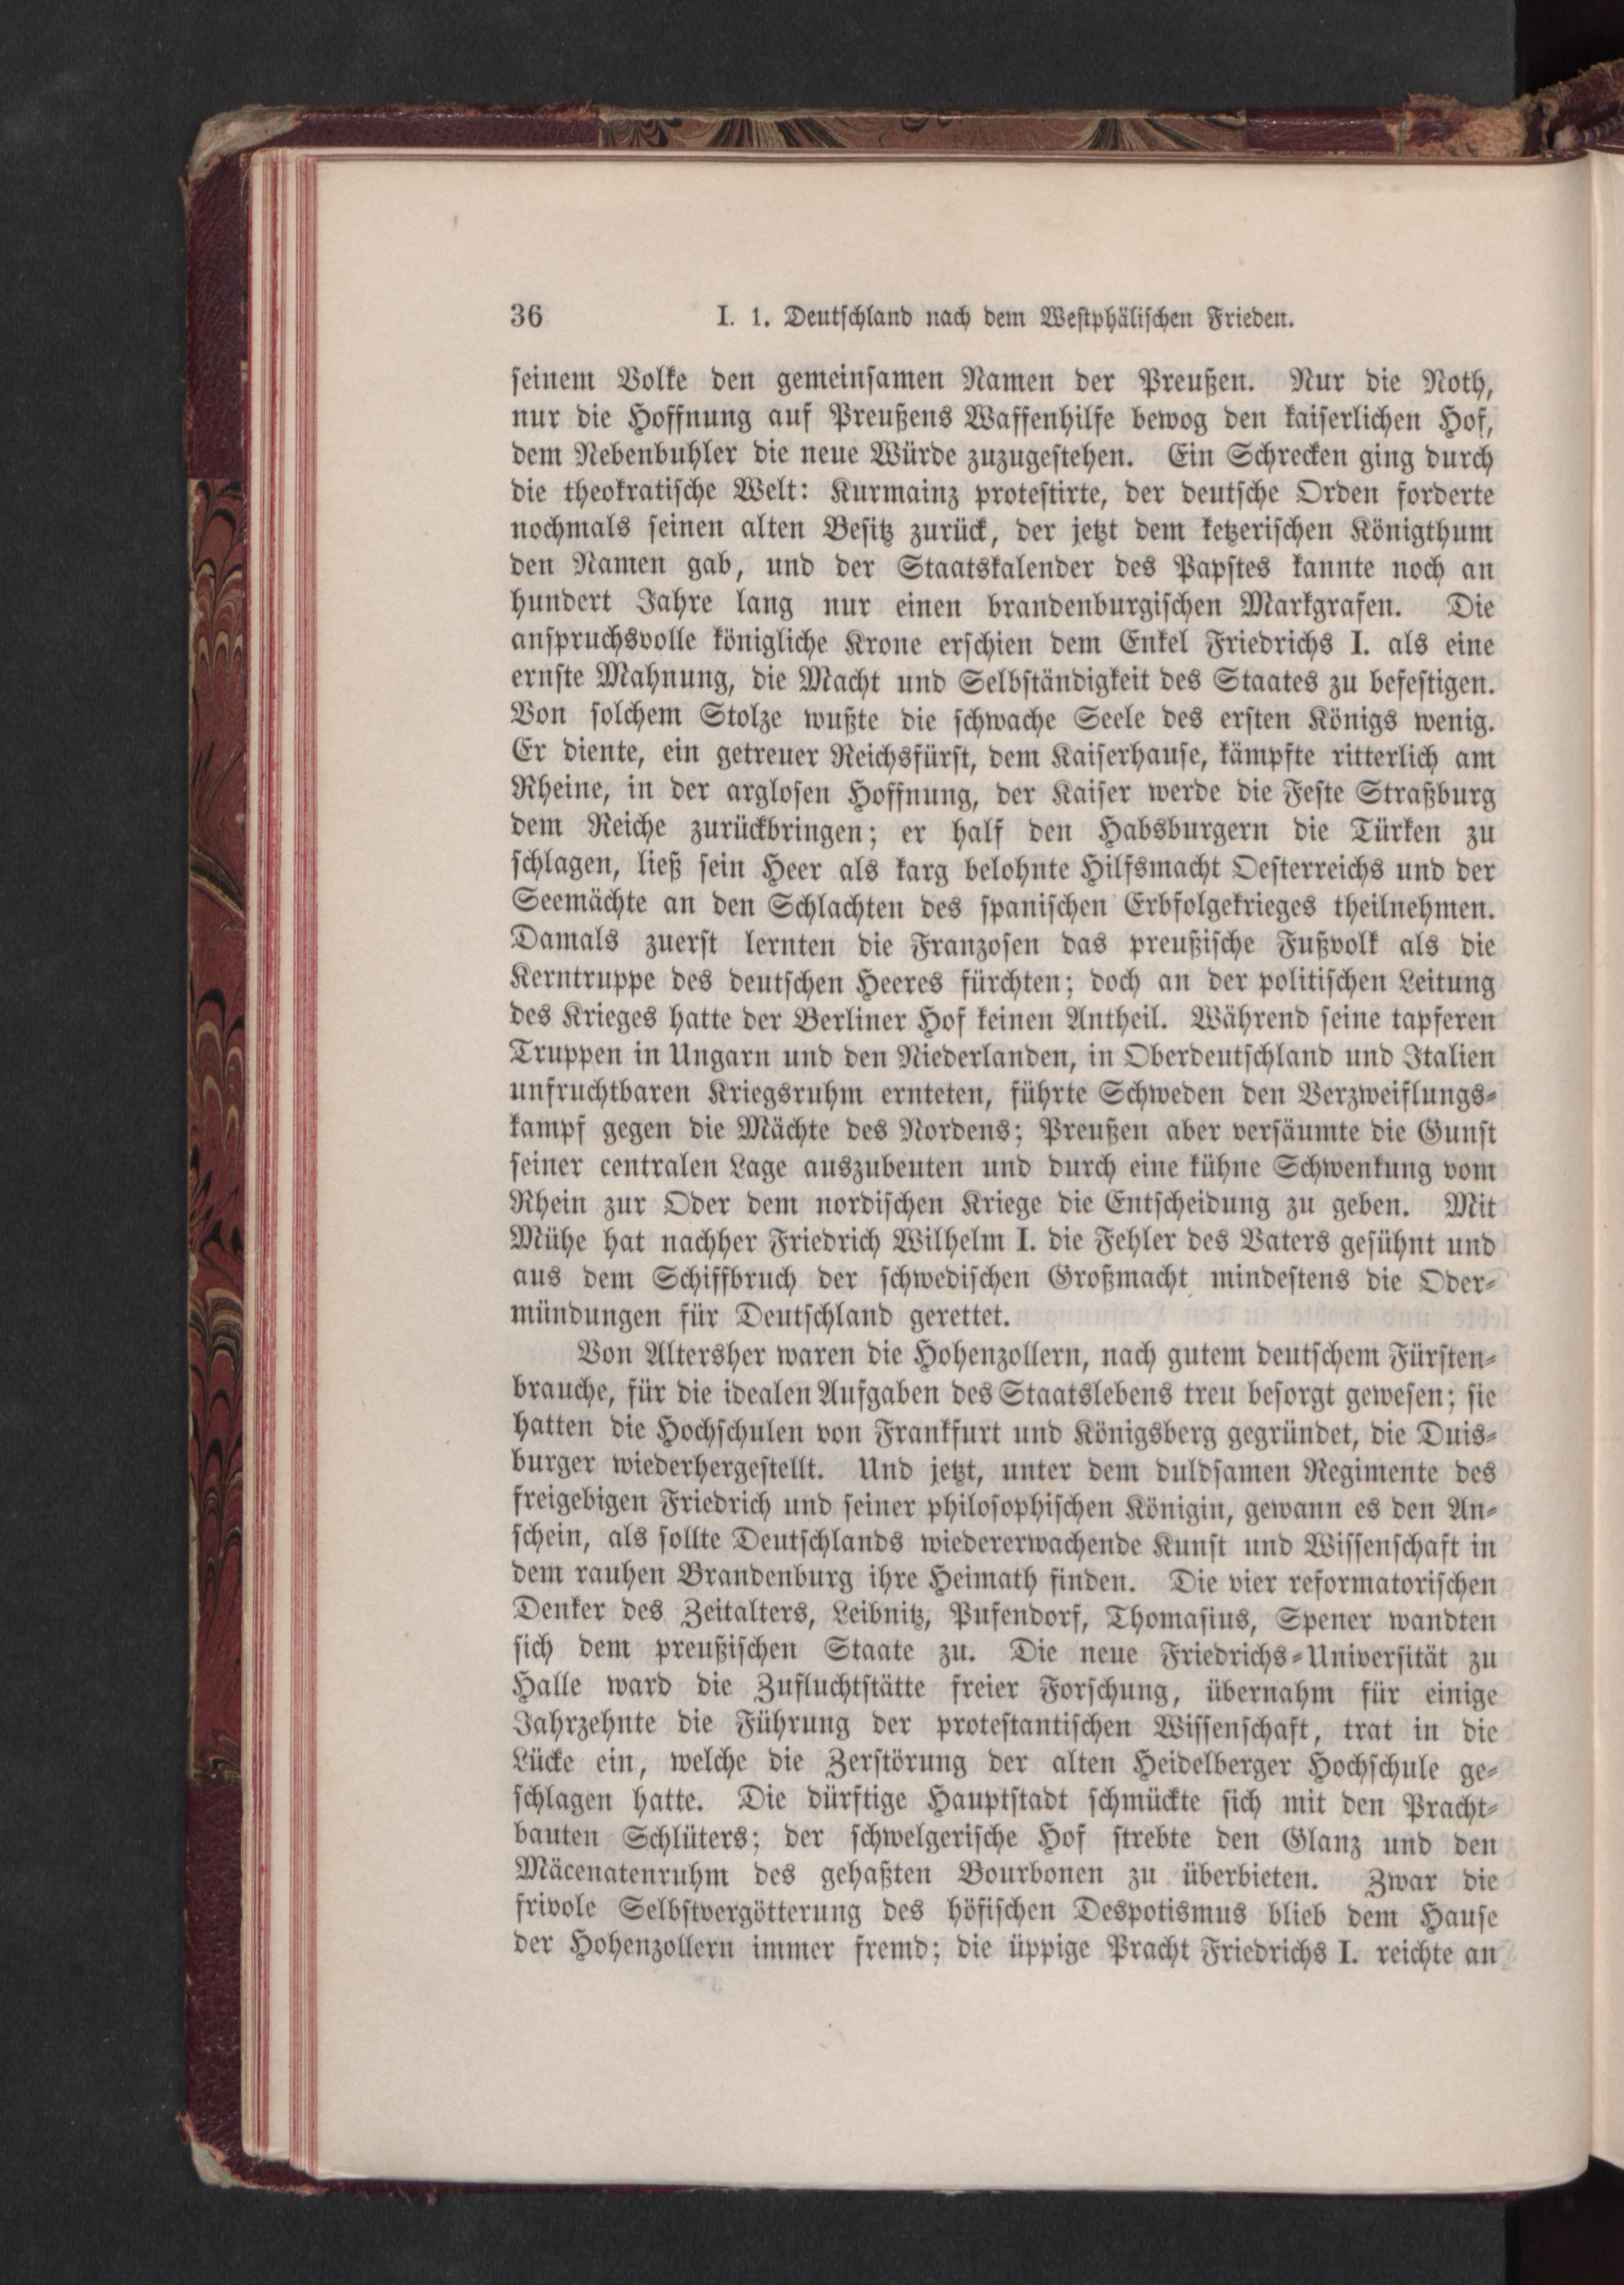 36 I. 1. Deutschland nach dem Westphälischen Frieden.
seinem Volke den gemeinsamen Namen der Preußen. Nur die Noth,
nur die Hoffnung auf Preußens Waffenhilfe bewog den kaiserlichen Hof,
dem Nebenbuhler die neue Würde zuzugestehen. Ein Schrecken ging durch
die theokratische Welt: Kurmainz protestirte, der deutsche Orden forderte
nochmals seinen alten Besitz zurück, der jetzt dem ketzerischen Königthum
den Namen gab, und der Staatskalender des Papstes kannte noch an
hundert Jahre lang nur einen brandenburgischen Markgrafen. Die
anspruchsvolle königliche Krone erschien dem Enkel Friedrichs I. als eine
ernste Mahnung, die Macht und Selbständigkeit des Staates zu befestigen.
Von solchem Stolze wußte die schwache Seele des ersten Königs wenig.
Er diente, ein getreuer Reichsfürst, dem Kaiserhause, kämpfte ritterlich am
Rheine, in der arglosen Hoffnung, der Kaiser werde die Feste Straßburg
dem Reiche zurückbringen; er half den Habsburgern die Türken zu
schlagen, ließ sein Heer als karg belohnte Hilfsmacht Oesterreichs und der
Seemächte an den Schlachten des spanischen Erbfolgekrieges theilnehmen.
Damals zuerst lernten die Franzosen das preußische Fußvolk als die
Kerntruppe des deutschen Heeres fürchten; doch an der politischen Leitung
des Krieges hatte der Berliner Hof keinen Antheil. Während seine tapferen
Truppen in Ungarn und den Niederlanden, in Oberdeutschland und Italien
unfruchtbaren Kriegsruhm ernteten, führte Schweden den Verzweiflungs-
kampf gegen die Mächte des Nordens; Preußen aber versäumte die Gunst
seiner centralen Lage auszubeuten und durch eine kühne Schwenkung vom
Rhein zur Oder dem nordischen Kriege die Entscheidung zu geben. Mit
Mühe hat nachher Friedrich Wilhelm I. die Fehler des Vaters gesühnt und
aus dem Schiffbruch der schwedischen Großmacht mindestens die Oder-
mündungen für Deutschland gerettet.
Von Altersher waren die Hohenzollern, nach gutem deutschem Fürsten-
brauche, für die idealen Aufgaben des Staatslebens treu besorgt gewesen; sie
hatten die Hochschulen von Frankfurt und Königsberg gegründet, die Duis-
burger wiederhergestellt. Und jetzt, unter dem duldsamen Regimente des
freigebigen Friedrich und seiner philosophischen Königin, gewann es den An-
schein, als sollte Deutschlands wiedererwachende Kunst und Wissenschaft in
dem rauhen Brandenburg ihre Heimath finden. Die vier reformatorischen
Denker des Zeitalters, Leibnitz, Pufendorf, Thomasius, Spener wandten
sich dem preußischen Staate zu. Die neue Friedrichs-Universität zu
Halle ward die Zufluchtstätte freier Forschung, übernahm für einige
Jahrzehnte die Führung der protestantischen Wissenschaft, trat in die
Lücke ein, welche die Zerstörung der alten Heidelberger Hochschule ge-
schlagen hatte. Die dürftige Hauptstadt schmückte sich mit den Pracht-
bauten Schlüters; der schwelgerische Hof strebte den Glanz und den
Mäcenatenruhm des gehaßten Bourbonen zu überbieten. Zwar die
frivole Selbstvergötterung des höfischen Despotismus blieb dem Hause
der Hohenzollern immer fremd; die üppige Pracht Friedrichs I. reichte an